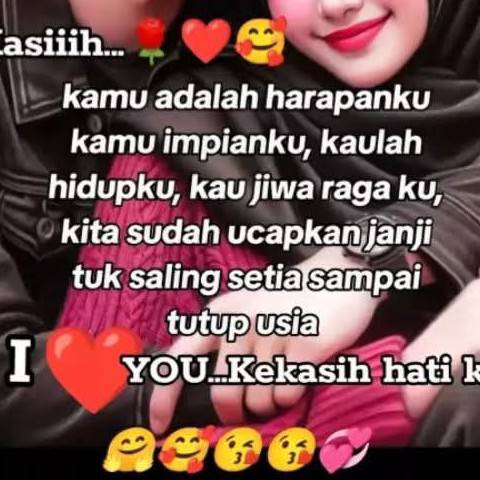 asiiih... 🌹❤️🥰
kamu adalah harapanku
kamu impianku, kaulah
hidupku, kau jiwa raga ku,
kita sudah ucapkan janji
tuk saling setia sampai
tutup usia
I ❤️ YOU...Kekasih hati k
🤗🥰😘😘💞